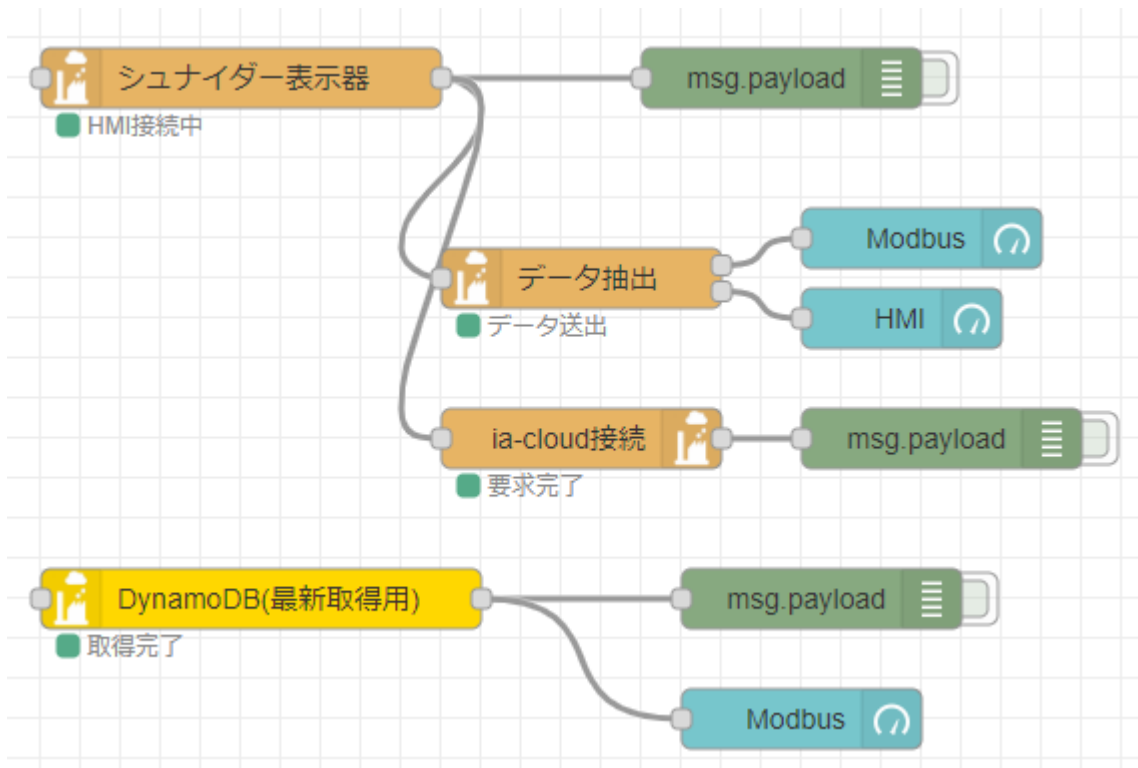 シュナイダー表示器
msg.payload
HMI接続中
Modbus
データ抽出
HMI
データ送出
ia-cloud接続
msg.payload
要求完了
DynamoDB(最新取得用)
msg.payload
取得完了
Modbus